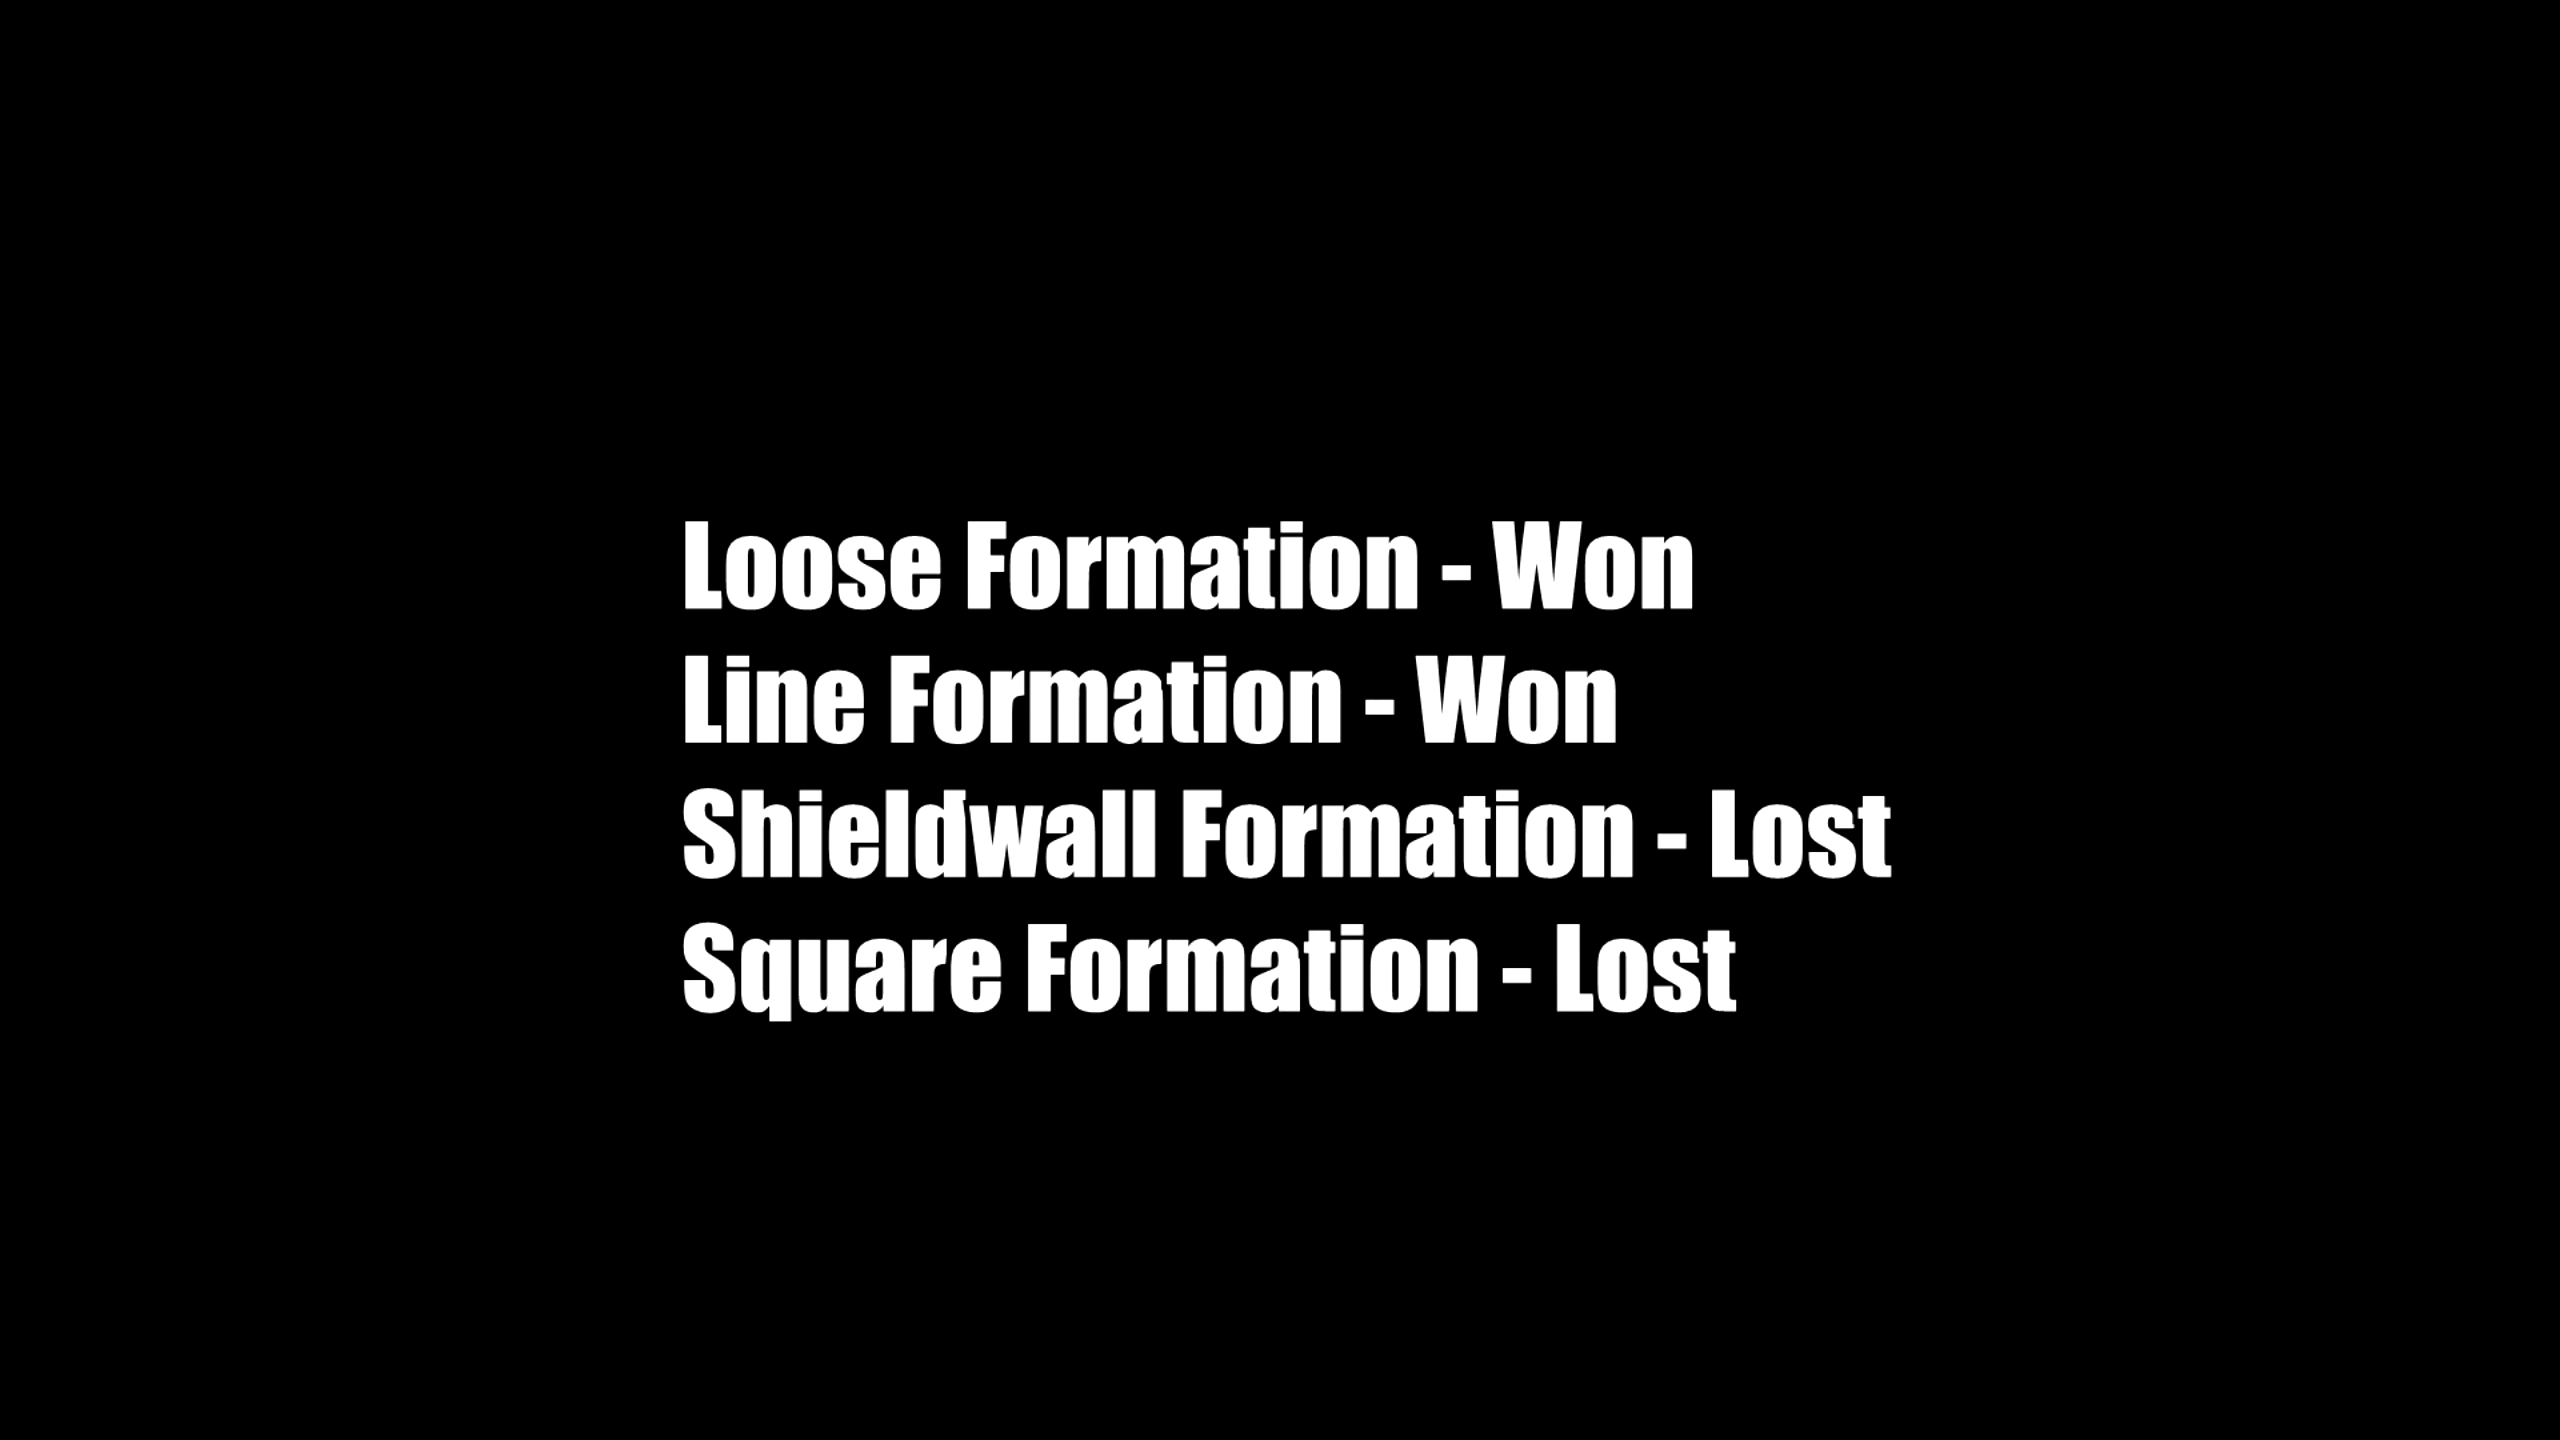 Loose Formation - Won
Line Formation - Won
Shieldwall Formation - Lost
Square Formation - Lost